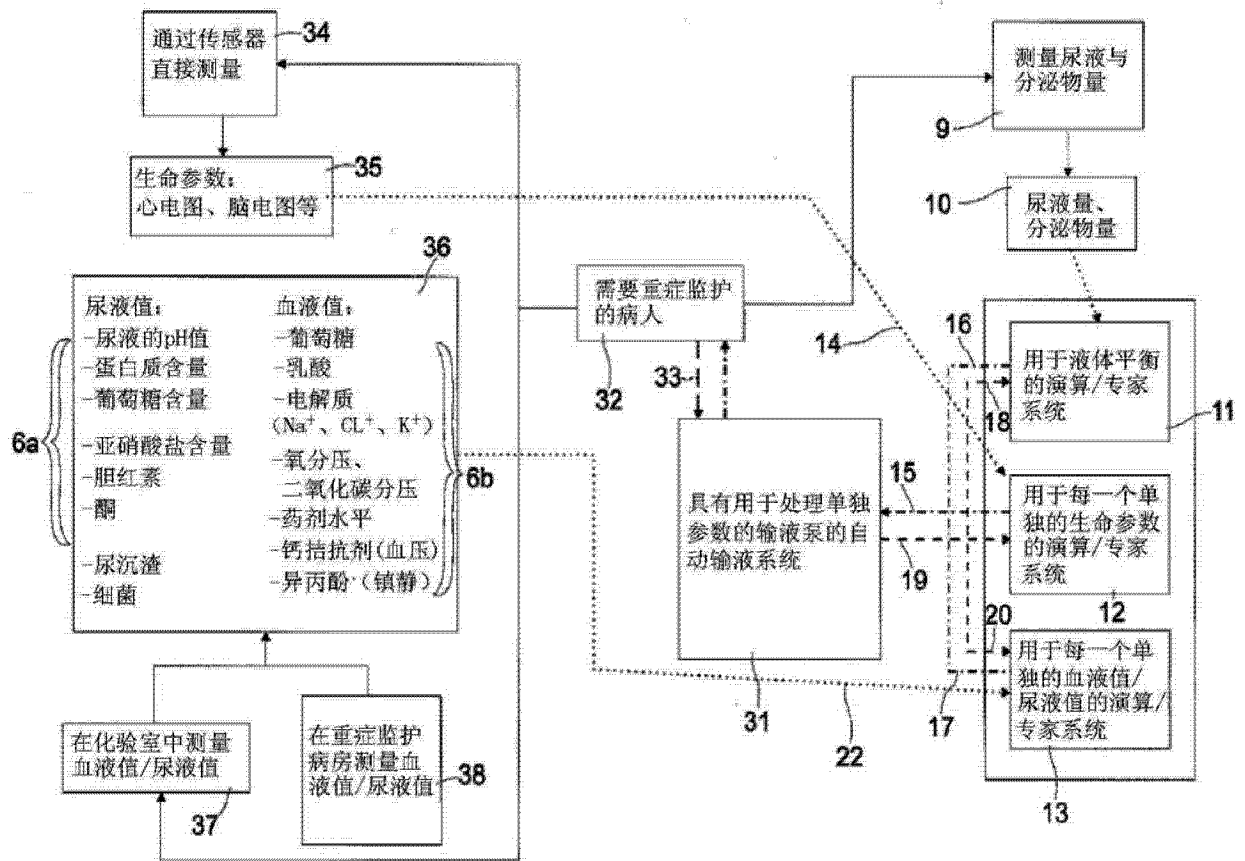 通过传感器
直接测量
34
生命参数:
心电图、脑电图等
35
36
尿液值:
-尿液的pH值
-蛋白质含量
-葡萄糖含量
-亚硝酸盐含量
-胆红素
-酮
-尿沉渣
-细菌
6a
血液值:
-葡萄糖
-乳酸
-电解质
(Na⁺、CL⁺、K⁺)
-氧分压、
二氧化碳分压
-药剂水平
-钙拮抗剂(血压)
-异丙酚(镇静)
6b
在化验室中测量
血液值/尿液值
37
在重症监护
病房测量血
液值/尿液值
38
需要重症监护
的病人
32
33
具有用于处理单独
参数的输液泵的自
动输液系统
31
测量尿液与
分泌物量
9
10
尿液量、
分泌物量
14
16
18
用于液体平衡
的演算/专家
系统
11
15
19
用于每一个单
独的生命参数
的演算/专家
系统
12
20
17
22
用于每一个单
独的血液值/
尿液值的演算/
专家系统
13